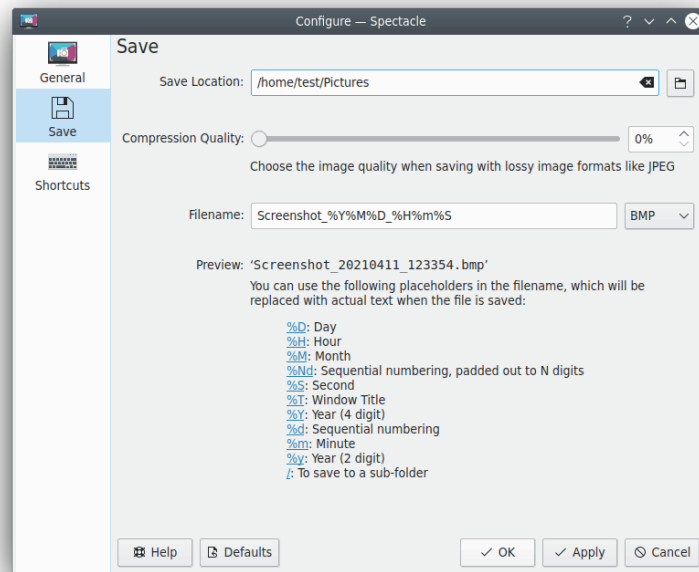 Configure — Spectacle
General
Save
Shortcuts
Save
Save Location: /home/test/Pictures
Compression Quality: 0%
Choose the image quality when saving with lossy image formats like JPEG
Filename: Screenshot_%Y%M%D_%H%m%S BMP
Preview: ‘Screenshot_20210411_123354.bmp’
You can use the following placeholders in the filename, which will
replaced with actual text when the file is saved:
%D: Day
%H: Hour
%M: Month
%Nd: Sequential numbering, padded out to N digits
%S: Second
%T: Window Title
%Y: Year (4 digit)
%d: Sequential numbering
%m: Minute
%y: Year (2 digit)
/: To save to a sub-folder
Help Defaults OK Apply Cancel